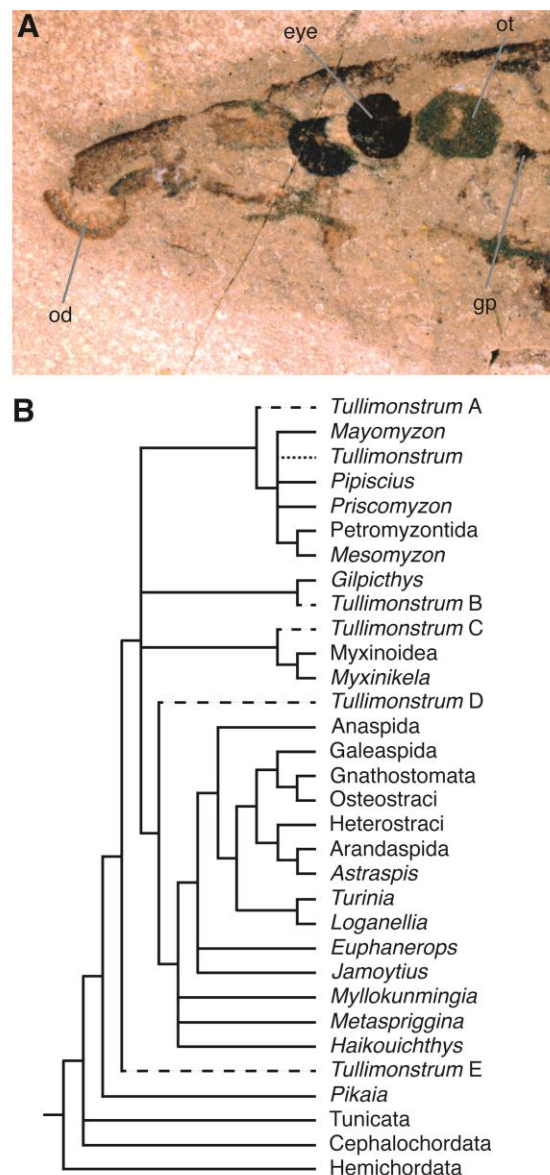 A
eye
ot
od
gp
B
Tullimonstrum A
Mayomyzon
Tullimonstrum
Pipiscius
Priscomyzon
Petromyzontida
Mesomyzon
Gilpicthys
Tullimonstrum B
Tullimonstrum C
Myxinoidea
Myxinikela
Tullimonstrum D
Anaspida
Galeaspida
Gnathostomata
Osteostraci
Heterostraci
Arandaspida
Astraspis
Turinia
Loganellia
Euphanerops
Jamoytius
Myllokunmingia
Metaspriggina
Haikouichthys
Tullimonstrum E
Pikaia
Tunicata
Cephalochordata
Hemichordata